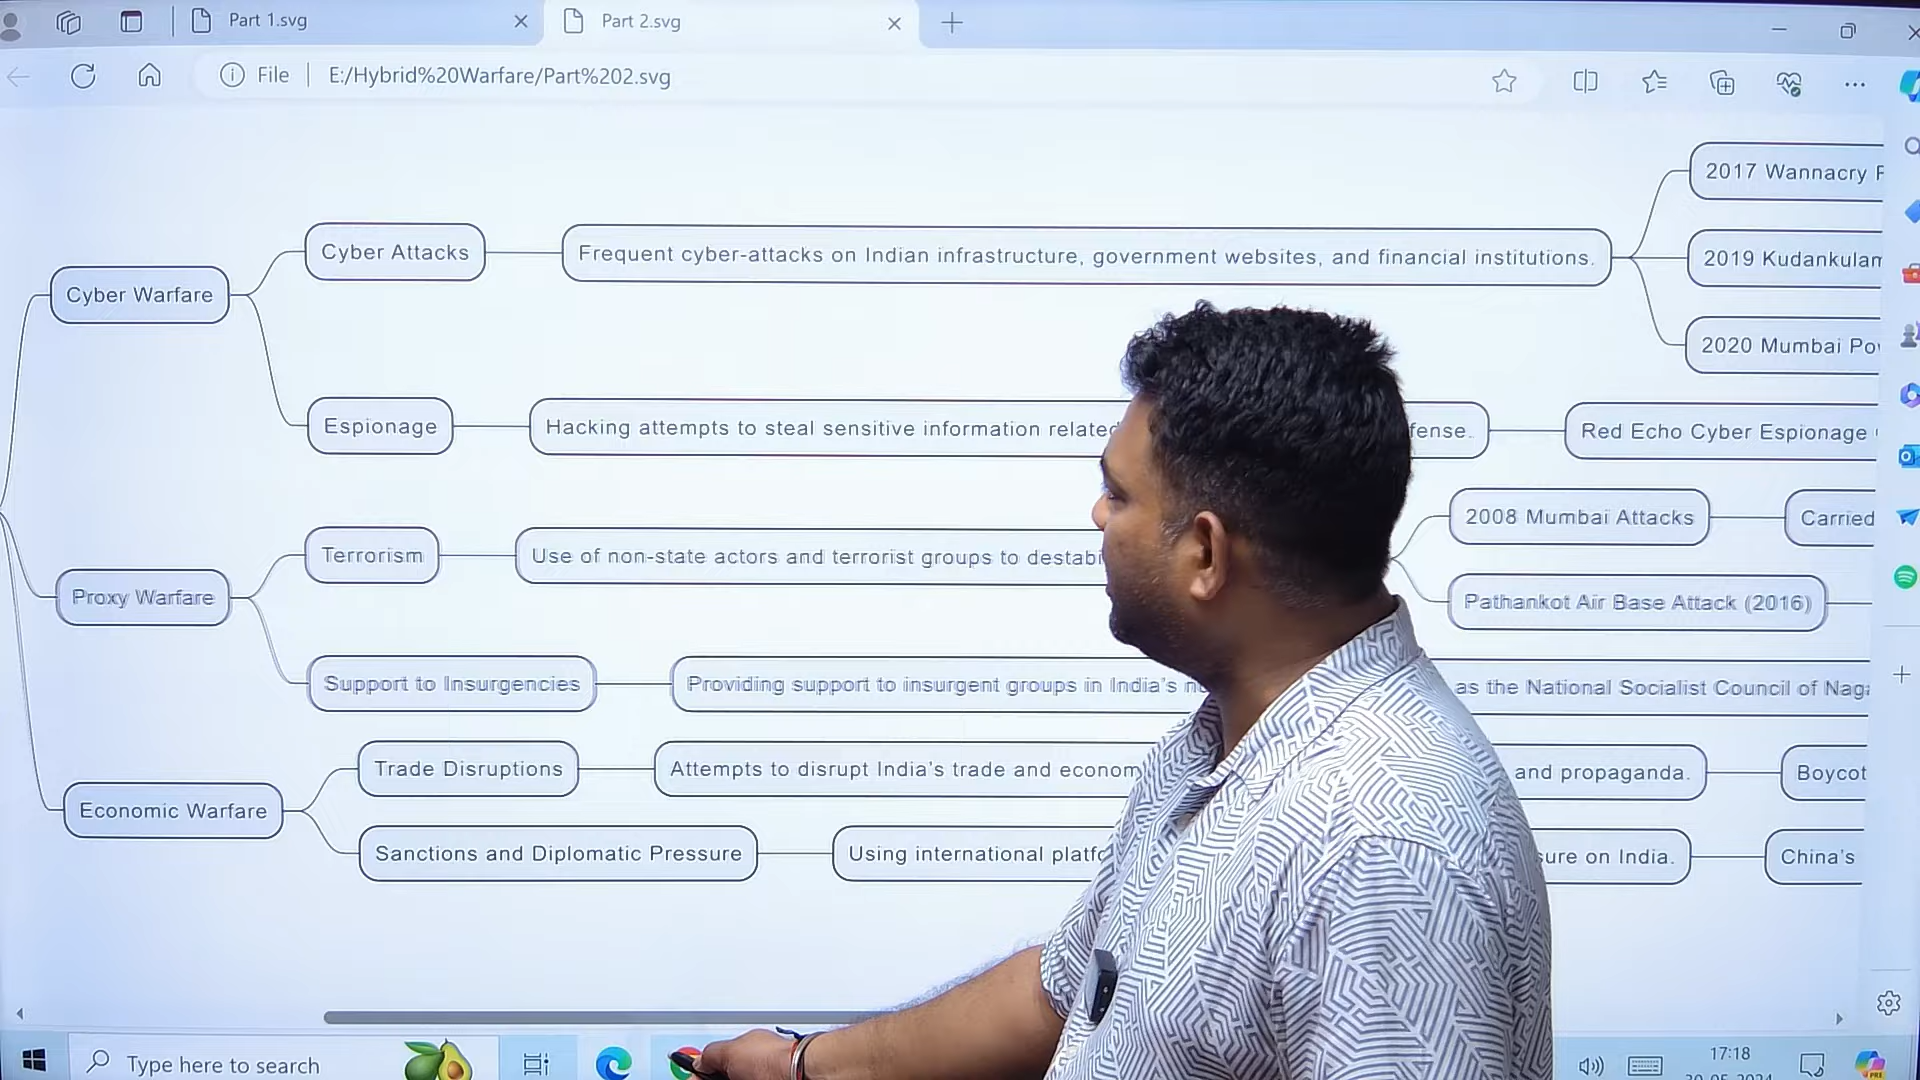 Part 1.svg
Part 2.svg
File
E:/Hybrid%20Warfare/Part%202.svg
2017 Wannacry
Cyber Attacks
Frequent cyber-attacks on Indian infrastructure, government websites, and financial institutions.
2019 Kudankulam
Cyber Warfare
2020 Mumbai
Espionage
Hacking attempts to steal sensitive information related
fense.
Red Echo Cyber Espionage
2008 Mumbai Attacks
Carried
Terrorism
Use of non-state actors and terrorist groups to destabi
Proxy Warfare
Pathankot Air Base Attack (2016)
Support to Insurgencies
Providing support to insurgent groups in India's
as the National Socialist Council of Naga
Trade Disruptions
Attempts to disrupt India's trade and econom
and propaganda.
Boycot
Economic Warfare
Sanctions and Diplomatic Pressure
Using international platfo
sure on India.
China's
Type here to search
17:18
30-05-2024
PRE